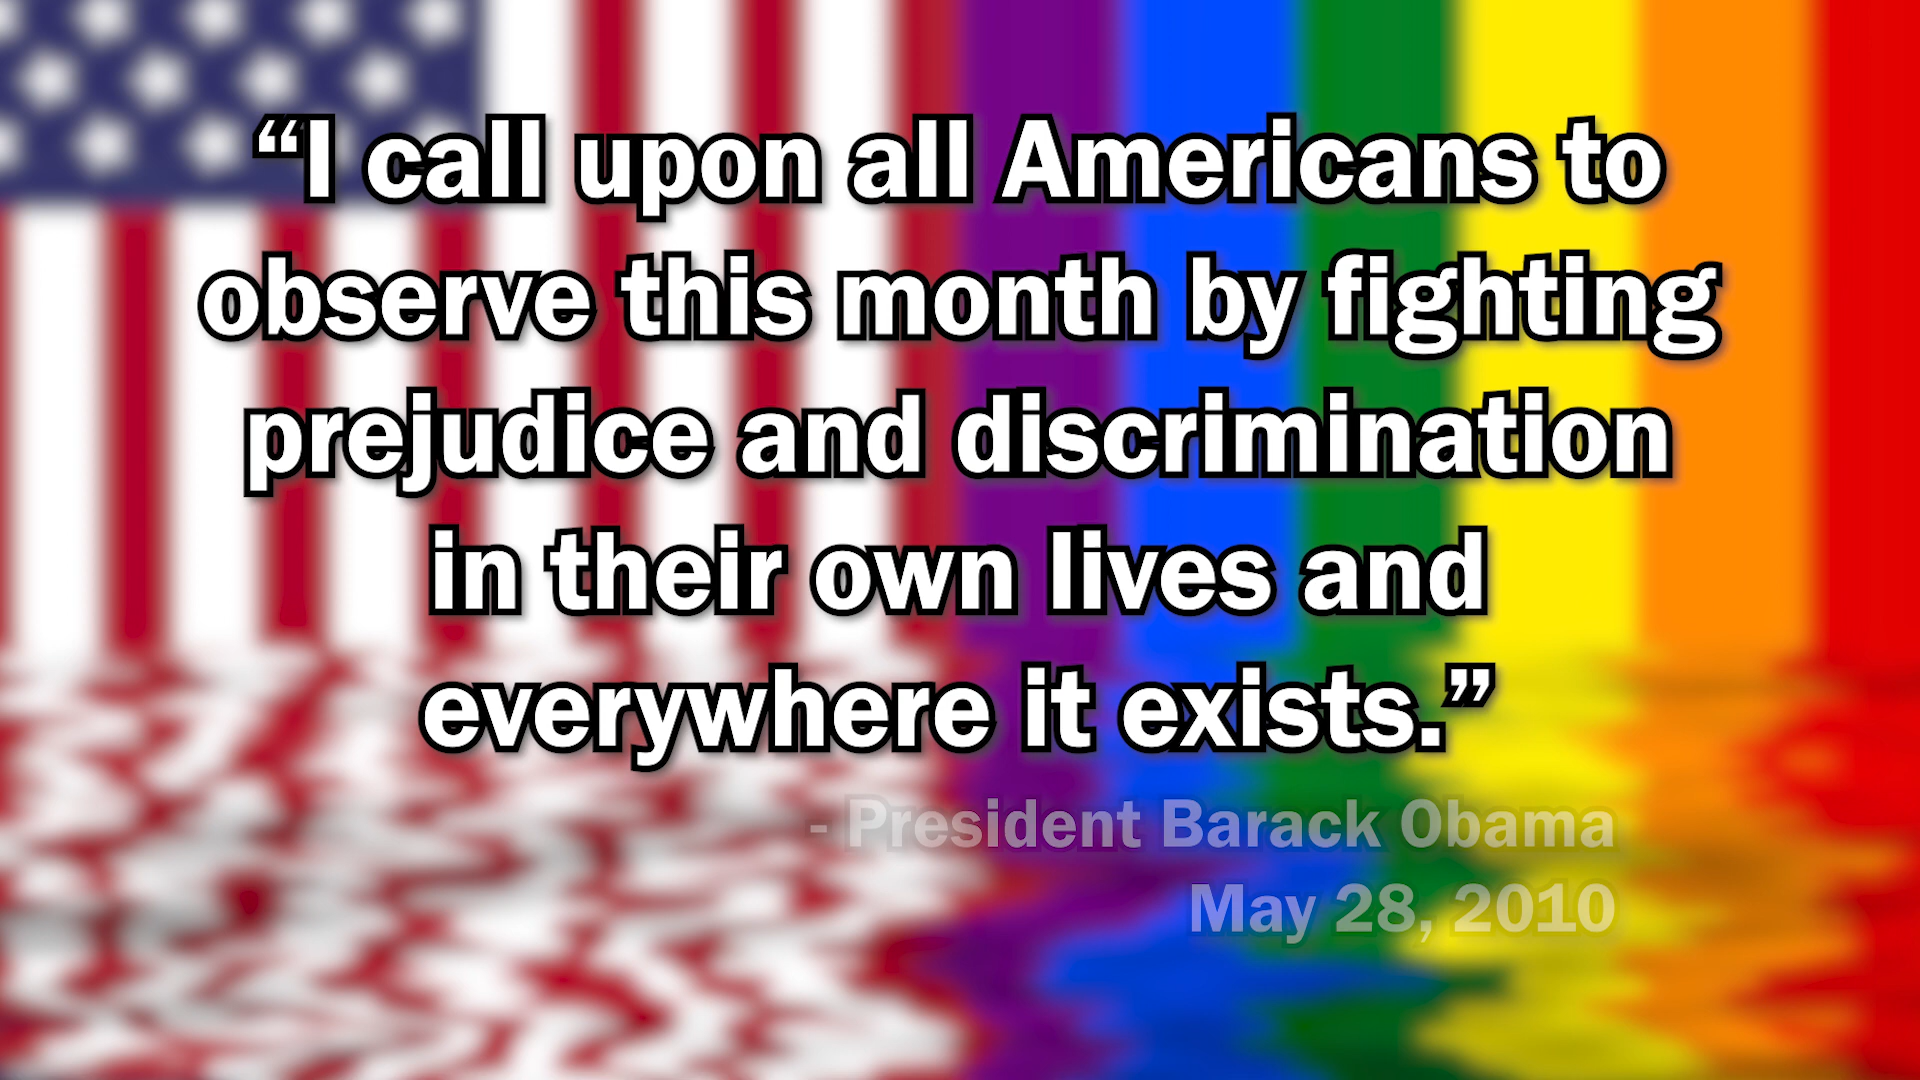 “I call upon all Americans to
observe this month by fighting
prejudice and discrimination
in their own lives and
everywhere it exists.”
- President Barack Obama
May 28, 2010